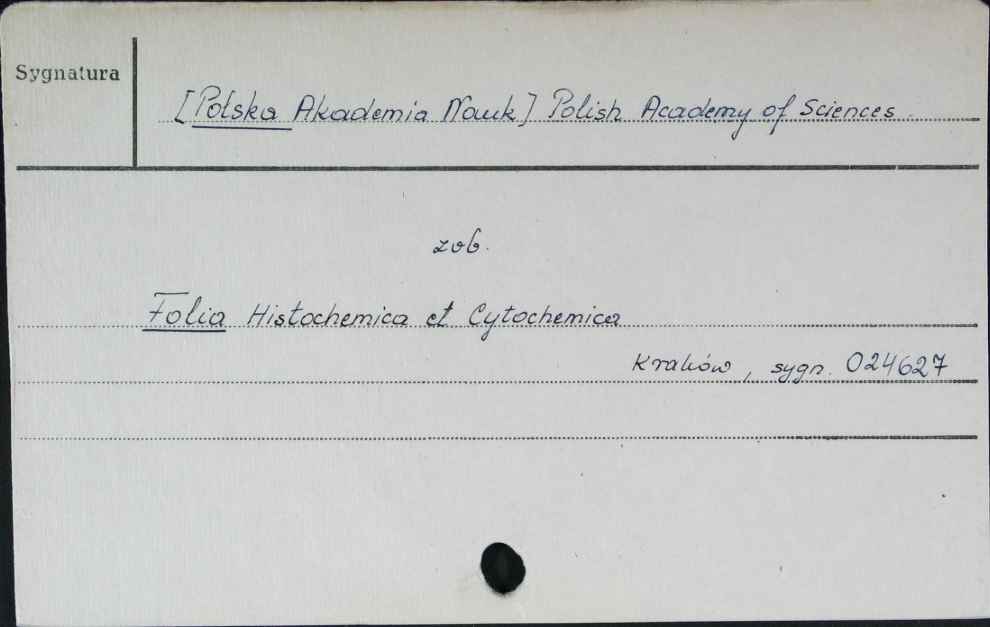 Sygnatura
[Polska Akademia Nauk] Polish Academy of Sciences.
zob.
Folia Histochemica et Cytochemica
Kraków, sygn. 024627